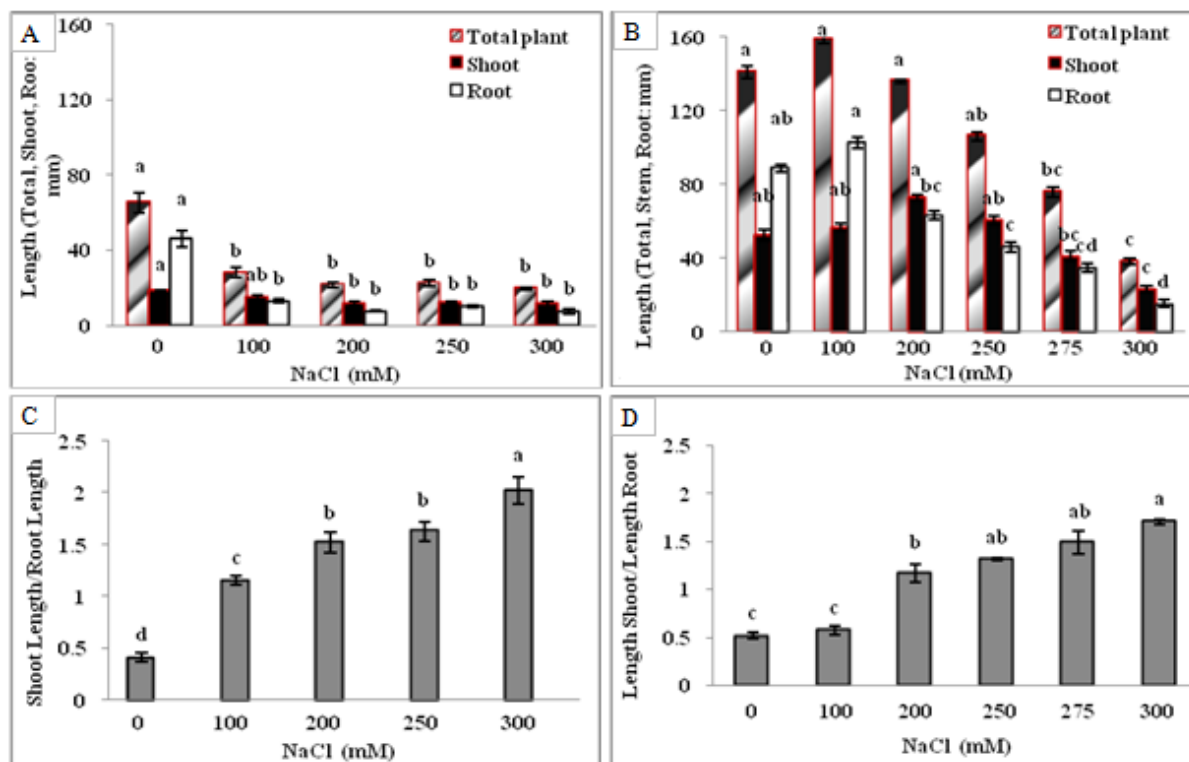 A
Length (Total, Shoot, Roo:
mm)
160
120
80
40
0
Total plant
Shoot
Root
a
a
a
b
ab
b
b
b
b
b
b
b
b
b
b
0
100
200
250
300
NaCl (mM)
B
Length (Total, Stem, Root:mm)
160
120
80
40
0
Total plant
Shoot
Root
a
ab
ab
a
ab
a
a
a
bc
ab
ab
c
bc
bc
cd
c
c
d
0
100
200
250
275
300
NaCl (mM)
C
Shoot Length/Root Length
2.5
2
1.5
1
0.5
0
d
c
b
b
a
0
100
200
250
300
NaCl (mM)
D
Length Shoot/Length Root
2.5
2
1.5
1
0.5
0
c
c
b
ab
ab
a
0
100
200
250
275
300
NaCl (mM)